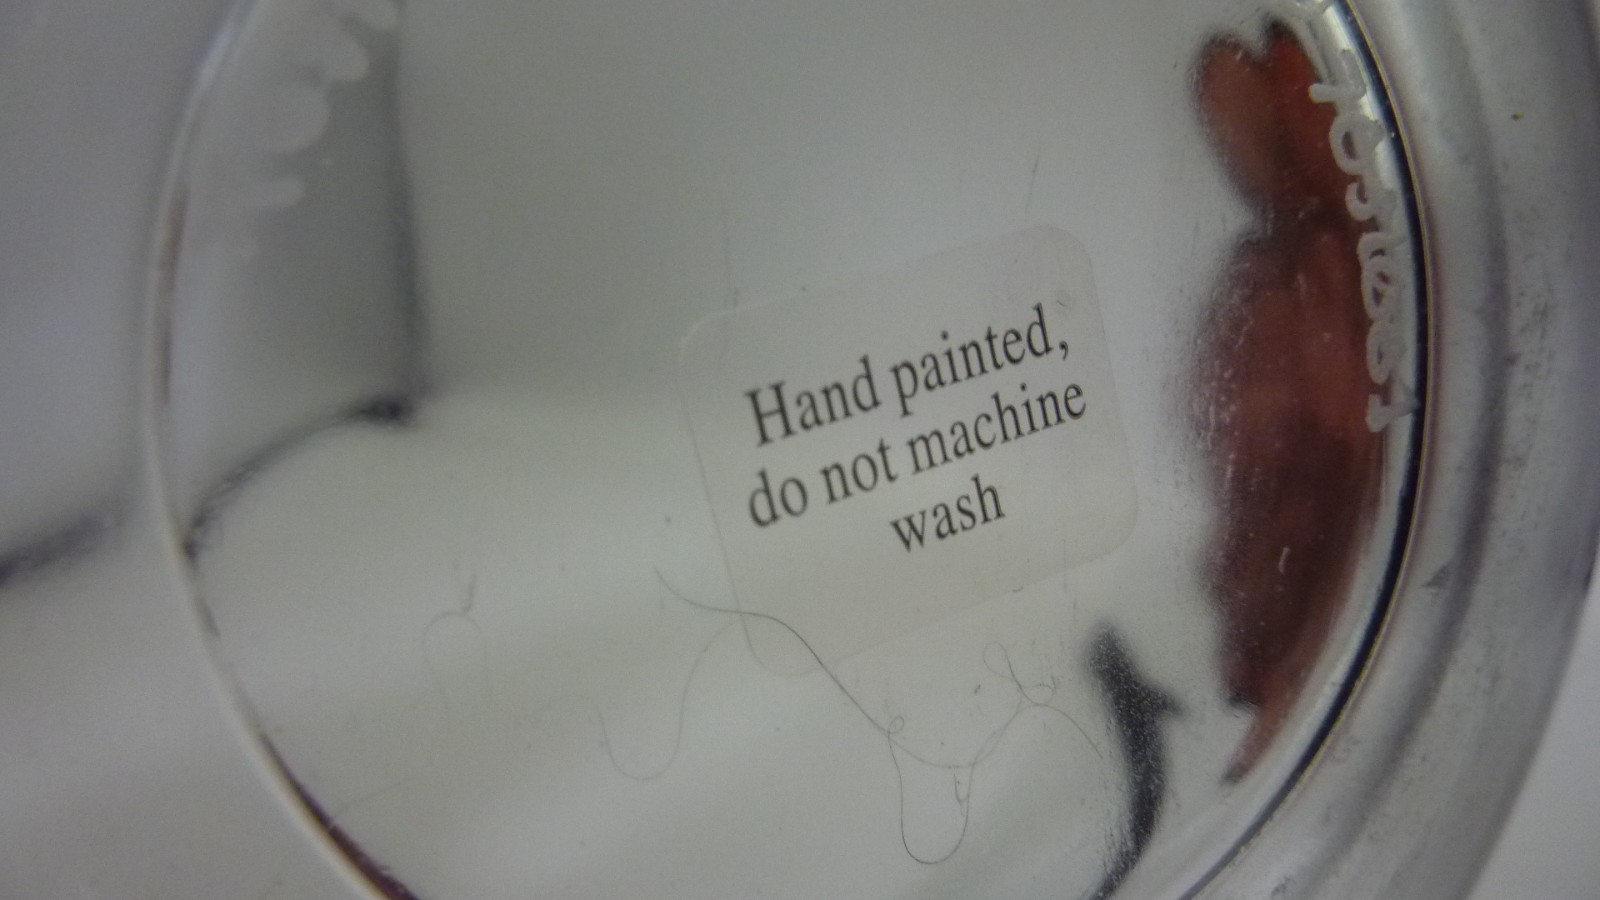 Hand painted,
do not machine
wash